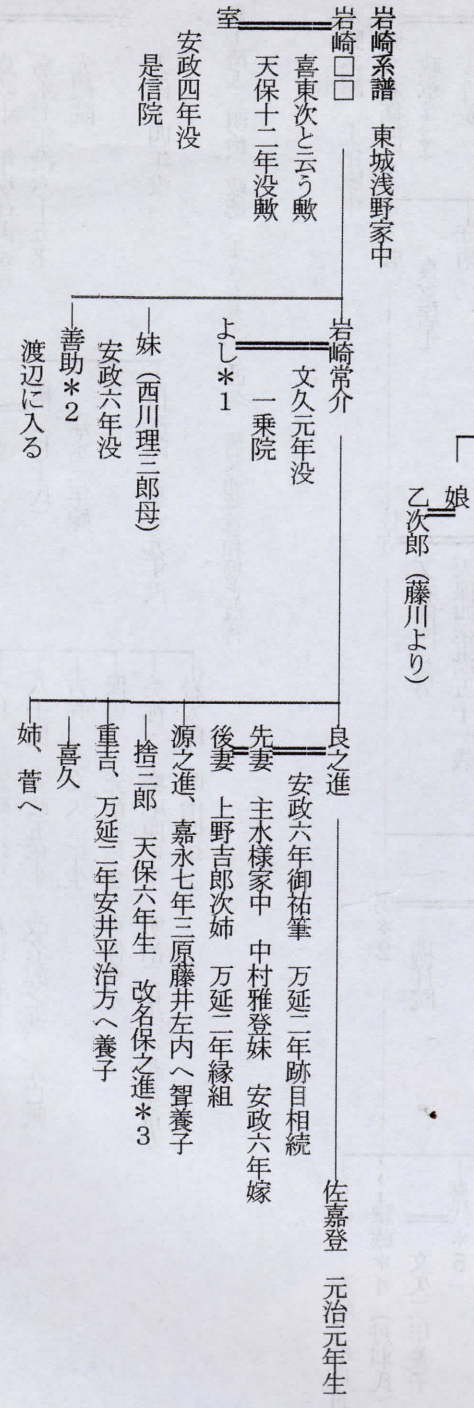 岩崎系譜　東城浅野家中
岩崎□□
喜東次と云う歟
天保十二年没歟
室
安政四年没
是信院
岩崎常介
文久元年没
一乗院
よし＊1
妹（西川理三郎母）
安政六年没
善助＊2
渡辺に入る
娘
乙次郎（藤川より）
良之進
安政六年御祐筆　万延二年跡目相続
先妻　主水様家中　中村雅登妹　安政六年嫁
後妻　上野吉郎次姉　万延二年縁組
源之進、嘉永七年三原藤井左内へ聟養子
捨三郎　天保六年生　改名保之進＊3
重吉、万延二年安井平治方へ養子
喜久
姉、菅へ
佐嘉登　元治元年生